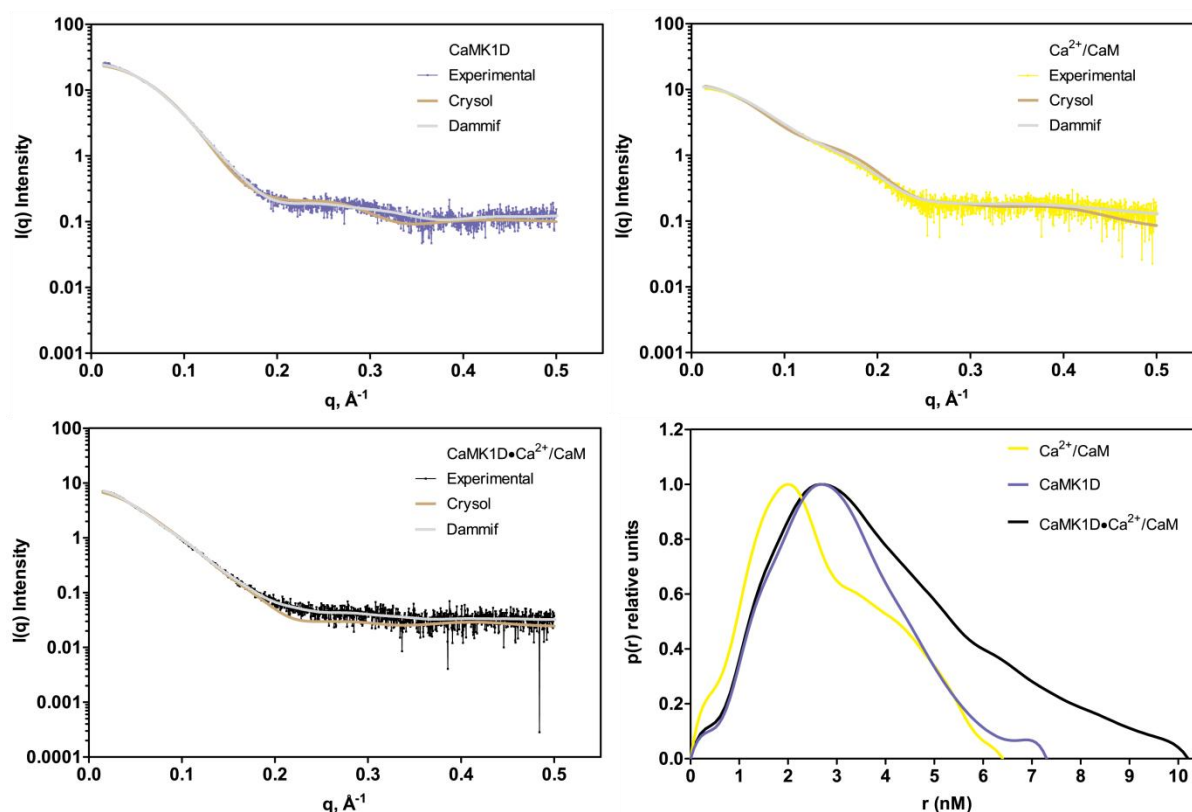 100
10
1
0.1
0.01
0.001
I(q) Intensity
0.0 0.1 0.2 0.3 0.4 0.5
q, Å-1
CaMK1D
Experimental
Crysol
Dammif
100
10
1
0.1
0.01
0.001
I(q) Intensity
0.0 0.1 0.2 0.3 0.4 0.5
q, Å-1
Ca2+/CaM
Experimental
Crysol
Dammif
100
10
1
0.1
0.01
0.001
0.0001
I(q) Intensity
0.0 0.1 0.2 0.3 0.4 0.5
q, Å-1
CaMK1D●Ca2+/CaM
Experimental
Crysol
Dammif
1.2
1.0
0.8
0.6
0.4
0.2
0.0
p(r) relative units
0 1 2 3 4 5 6 7 8 9 10
r (nM)
Ca2+/CaM
CaMK1D
CaMK1D●Ca2+/CaM